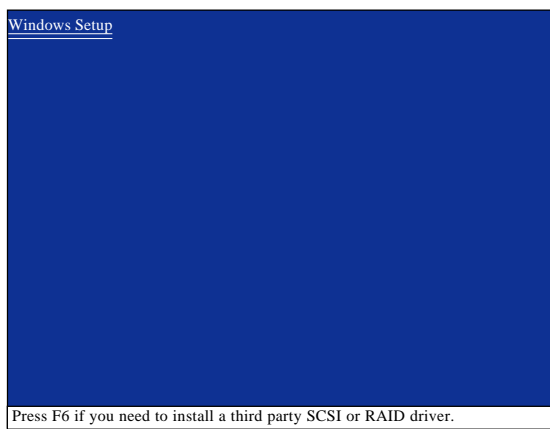 Windows Setup
Press F6 if you need to install a third party SCSI or RAID driver.